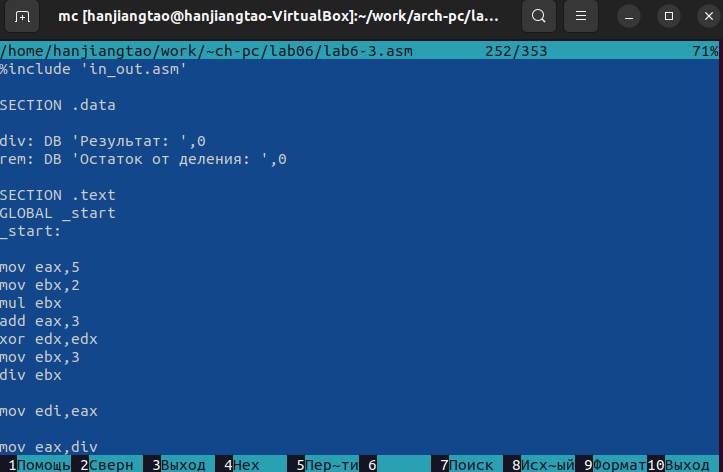 mc [hanjiangtao@hanjiangtao-VirtualBox]:~/work/arch-pc/la...
/home/hanjiangtao/work/~ch-pc/lab06/lab6-3.asm 252/353 71%
%include 'in_out.asm'
SECTION .data
div: DB 'Результат: ',0
rem: DB 'Остаток от деления: ',0
SECTION .text
GLOBAL _start
_start:
mov eax,5
mov ebx,2
mul ebx
add eax,3
xor edx,edx
mov ebx,3
div ebx
mov edi,eax
mov eax,div
1Помощь 2Сверн 3Выход 4Hex 5Пер~ти 6 7Поиск 8Исх~ый 9Формат 10Выход